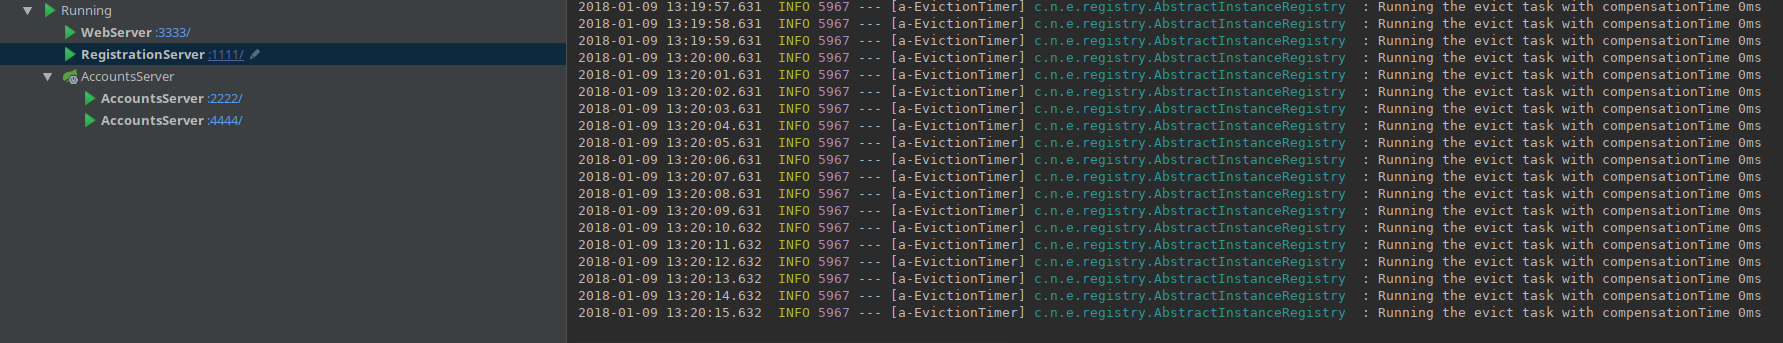 Running
WebServer :3333/
RegistrationServer :1111/
AccountsServer
AccountsServer :2222/
AccountsServer :4444/
2018-01-09 13:19:57.631  INFO 5967 --- [a-EvictionTimer] c.n.e.registry.AbstractInstanceRegistry  : Running the evict task with compensationTime 0ms
2018-01-09 13:19:58.631  INFO 5967 --- [a-EvictionTimer] c.n.e.registry.AbstractInstanceRegistry  : Running the evict task with compensationTime 0ms
2018-01-09 13:19:59.631  INFO 5967 --- [a-EvictionTimer] c.n.e.registry.AbstractInstanceRegistry  : Running the evict task with compensationTime 0ms
2018-01-09 13:20:00.631  INFO 5967 --- [a-EvictionTimer] c.n.e.registry.AbstractInstanceRegistry  : Running the evict task with compensationTime 0ms
2018-01-09 13:20:01.631  INFO 5967 --- [a-EvictionTimer] c.n.e.registry.AbstractInstanceRegistry  : Running the evict task with compensationTime 0ms
2018-01-09 13:20:02.631  INFO 5967 --- [a-EvictionTimer] c.n.e.registry.AbstractInstanceRegistry  : Running the evict task with compensationTime 0ms
2018-01-09 13:20:03.631  INFO 5967 --- [a-EvictionTimer] c.n.e.registry.AbstractInstanceRegistry  : Running the evict task with compensationTime 0ms
2018-01-09 13:20:04.631  INFO 5967 --- [a-EvictionTimer] c.n.e.registry.AbstractInstanceRegistry  : Running the evict task with compensationTime 0ms
2018-01-09 13:20:05.631  INFO 5967 --- [a-EvictionTimer] c.n.e.registry.AbstractInstanceRegistry  : Running the evict task with compensationTime 0ms
2018-01-09 13:20:06.631  INFO 5967 --- [a-EvictionTimer] c.n.e.registry.AbstractInstanceRegistry  : Running the evict task with compensationTime 0ms
2018-01-09 13:20:07.631  INFO 5967 --- [a-EvictionTimer] c.n.e.registry.AbstractInstanceRegistry  : Running the evict task with compensationTime 0ms
2018-01-09 13:20:08.631  INFO 5967 --- [a-EvictionTimer] c.n.e.registry.AbstractInstanceRegistry  : Running the evict task with compensationTime 0ms
2018-01-09 13:20:09.631  INFO 5967 --- [a-EvictionTimer] c.n.e.registry.AbstractInstanceRegistry  : Running the evict task with compensationTime 0ms
2018-01-09 13:20:10.632  INFO 5967 --- [a-EvictionTimer] c.n.e.registry.AbstractInstanceRegistry  : Running the evict task with compensationTime 0ms
2018-01-09 13:20:11.632  INFO 5967 --- [a-EvictionTimer] c.n.e.registry.AbstractInstanceRegistry  : Running the evict task with compensationTime 0ms
2018-01-09 13:20:12.632  INFO 5967 --- [a-EvictionTimer] c.n.e.registry.AbstractInstanceRegistry  : Running the evict task with compensationTime 0ms
2018-01-09 13:20:13.632  INFO 5967 --- [a-EvictionTimer] c.n.e.registry.AbstractInstanceRegistry  : Running the evict task with compensationTime 0ms
2018-01-09 13:20:14.632  INFO 5967 --- [a-EvictionTimer] c.n.e.registry.AbstractInstanceRegistry  : Running the evict task with compensationTime 0ms
2018-01-09 13:20:15.632  INFO 5967 --- [a-EvictionTimer] c.n.e.registry.AbstractInstanceRegistry  : Running the evict task with compensationTime 0ms